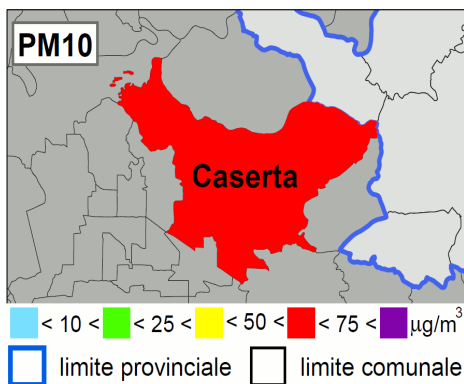 PM10
Caserta
< 10 < < 25 < < 50 < < 75 < μg/m³
limite provinciale limite comunale